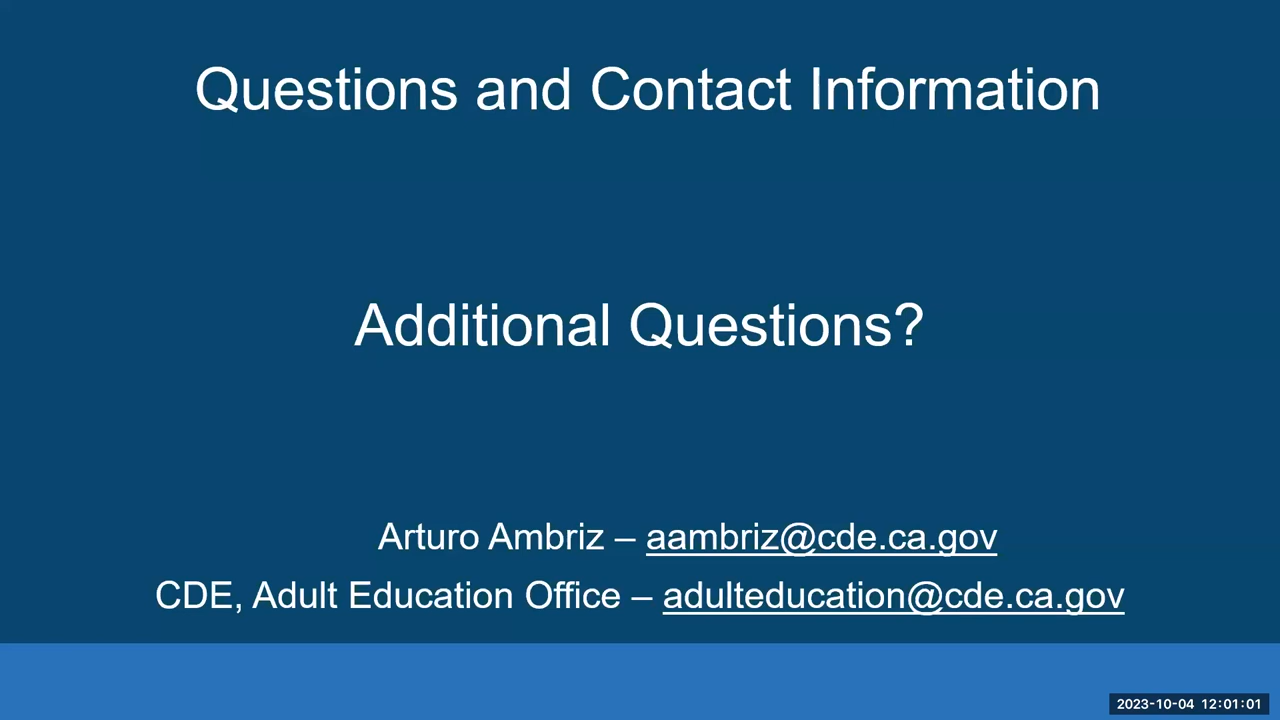 Questions and Contact Information
Additional Questions?
Arturo Ambriz – aambriz@cde.ca.gov
CDE, Adult Education Office – adulteducation@cde.ca.gov
2023-10-04 12:01:01